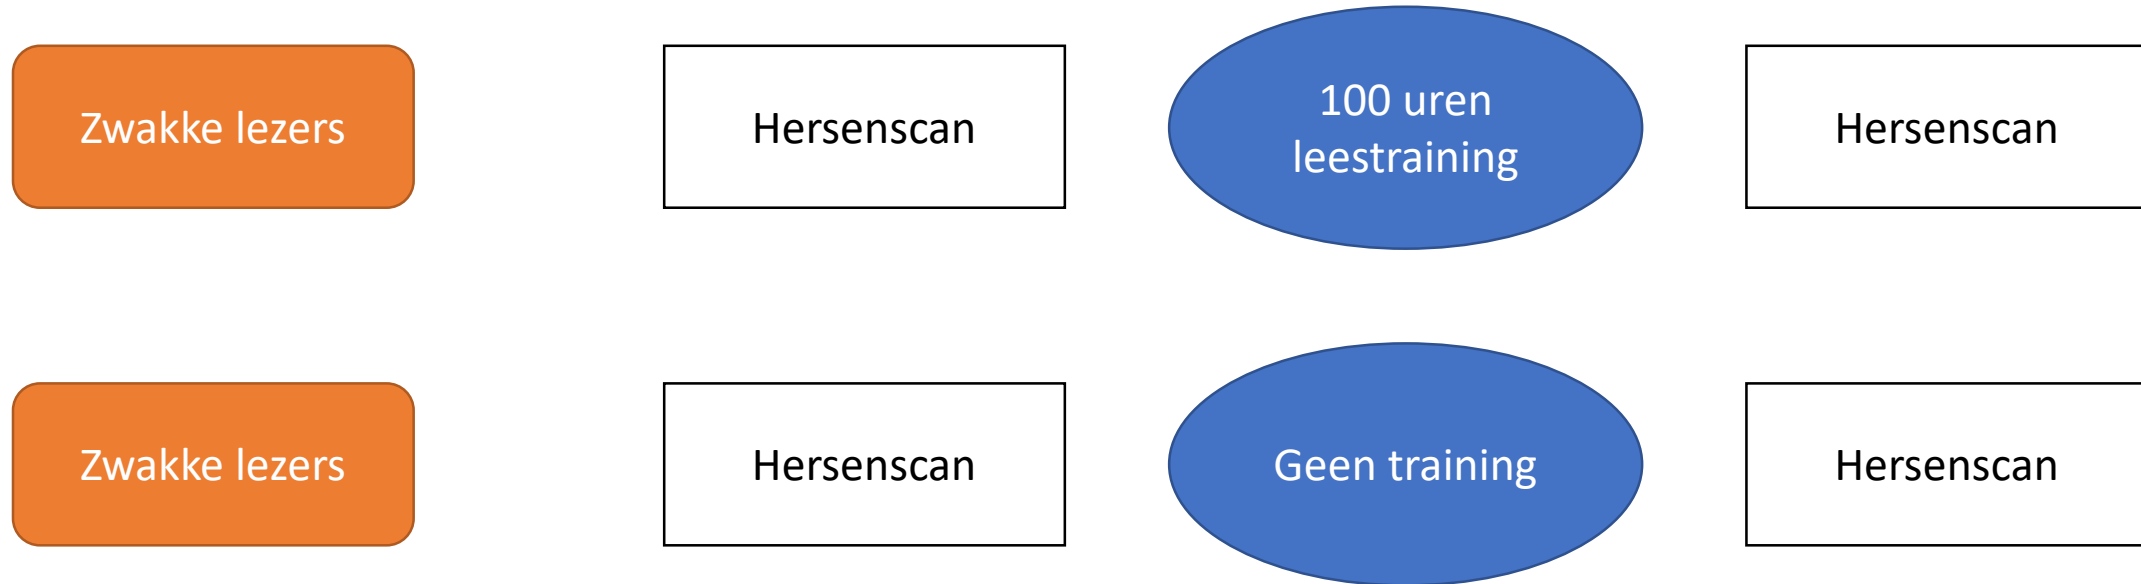 Zwakke lezers
Hersenscan
100 uren
leestraining
Hersenscan
Zwakke lezers
Hersenscan
Geen training
Hersenscan